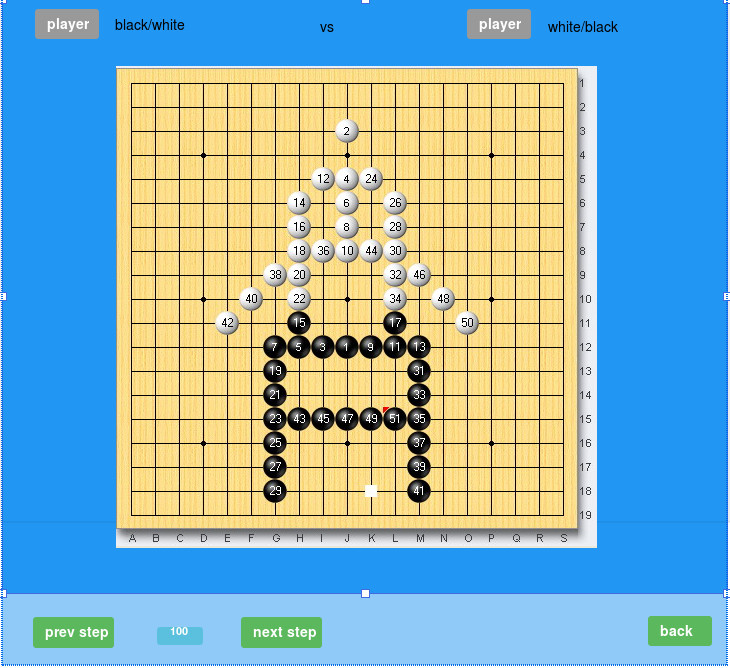 player black/white vs player white/black
1
2
2
3
4
12 4 24
5
14 6 26
6
16 8 28
7
18 36 10 44 30
8
38 20 32 46
9
40 22 34 48
10
42 15 17 50
11
7 5 3 1 9 11 13
12
19 31
13
21 33
14
23 43 45 47 49 51 35
15
25 37
16
27 39
17
29 41
18
19
A B C D E F G H I J K L M N O P Q R S
prev step 100 next step back